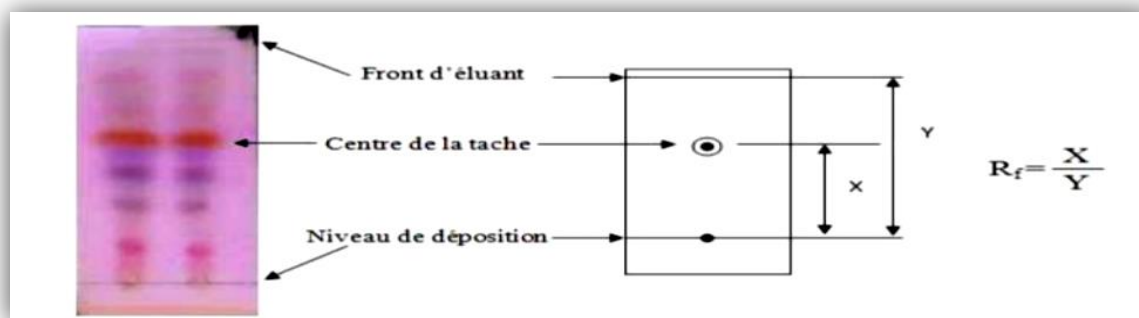 Front d'éluant
Centre de la tache
Niveau de déposition
X
Y
Rf= X/Y